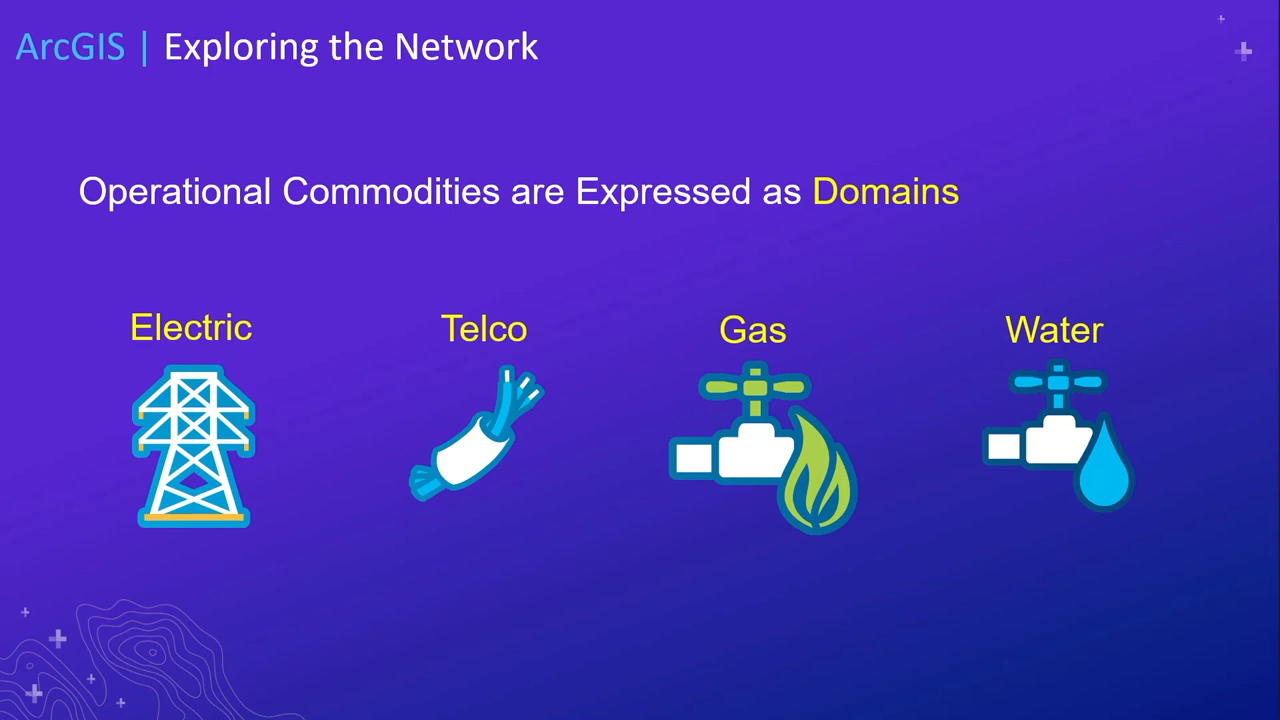 ArcGIS | Exploring the Network
Operational Commodities are Expressed as Domains
Electric
Telco
Gas
Water